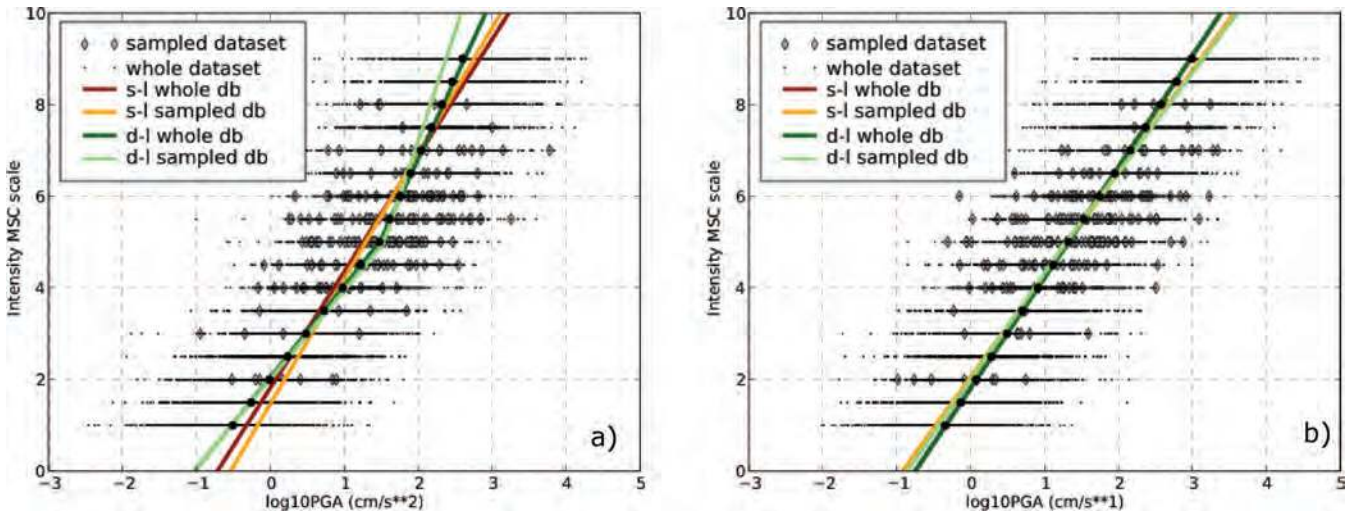 10
8
6
4
2
0
Intensity MSC scale
sampled dataset
whole dataset
s-l whole db
s-l sampled db
d-l whole db
d-l sampled db
a)
−3 −2 −1 0 1 2 3 4 5
log10PGA (cm/s**2)
10
8
6
4
2
0
Intensity MSC scale
sampled dataset
whole dataset
s-l whole db
s-l sampled db
d-l whole db
d-l sampled db
b)
−3 −2 −1 0 1 2 3 4 5
log10PGA (cm/s**1)